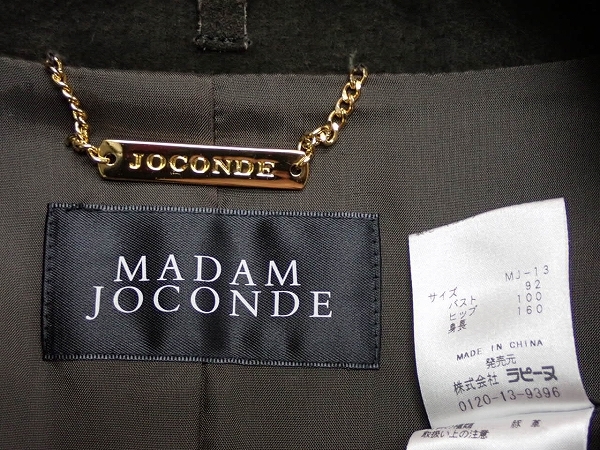 JOCONDE
MADAM
JOCONDE
サイズ MJ-13
バスト 92
ヒップ 100
身長 160
MADE IN CHINA
発売元
株式会社 ラピーヌ
0120-13-9396
豚 革
取扱い上の注意